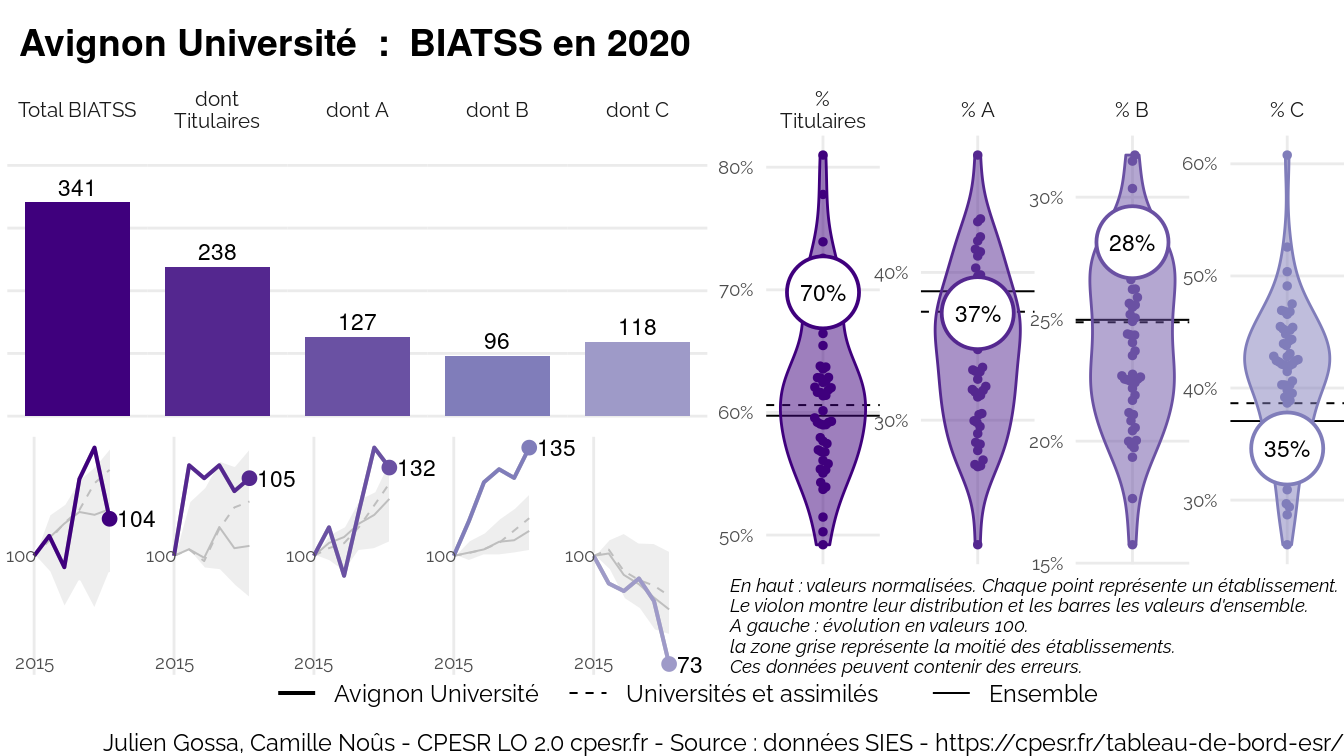 Avignon Université : BIATSS en 2020
Total BIATSS
dont
Titulaires
dont A
dont B
dont C
%
Titulaires
% A
% B
% C
341
238
127
96
118
80%
70%
60%
50%
70%
40%
30%
37%
30%
25%
20%
15%
28%
60%
50%
40%
30%
35%
100
2015
104
100
2015
105
100
2015
132
100
2015
135
100
2015
73
En haut : valeurs normalisées. Chaque point représente un établissement.
Le violon montre leur distribution et les barres les valeurs d'ensemble.
A gauche : évolution en valeurs 100.
la zone grise représente la moitié des établissements.
Ces données peuvent contenir des erreurs.
Avignon Université
Universités et assimilés
Ensemble
Julien Gossa, Camille Noûs - CPESR LO 2.0 cpesr.fr - Source : données SIES - https://cpesr.fr/tableau-de-bord-esr/